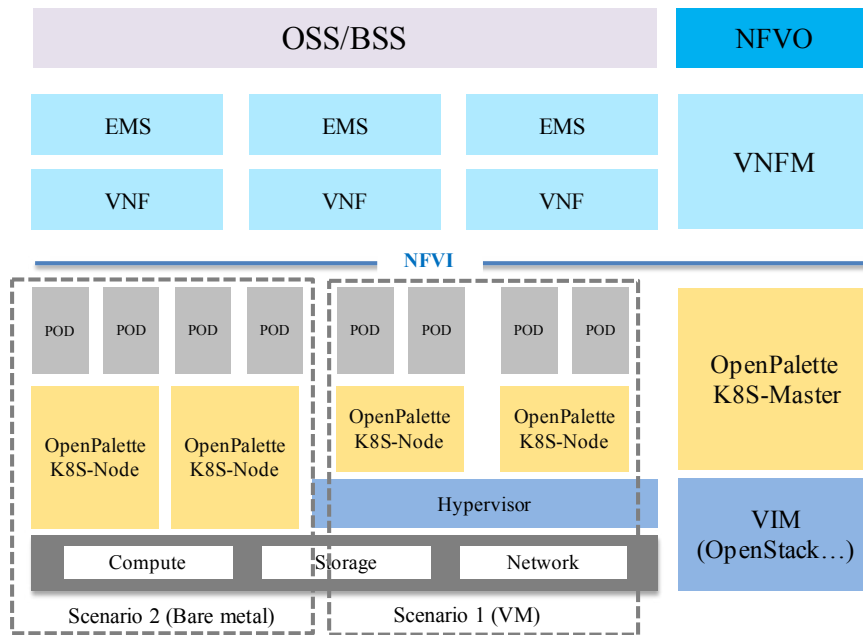 OSS/BSS
NFVO
EMS
EMS
EMS
VNFM
VNF
VNF
VNF
NFVI
POD
POD
POD
POD
POD
POD
POD
POD
OpenPalette
K8S-Master
OpenPalette
K8S-Node
OpenPalette
K8S-Node
OpenPalette
K8S-Node
OpenPalette
K8S-Node
Hypervisor
VIM
(OpenStack…)
Compute
Storage
Network
Scenario 2 (Bare metal)
Scenario 1 (VM)